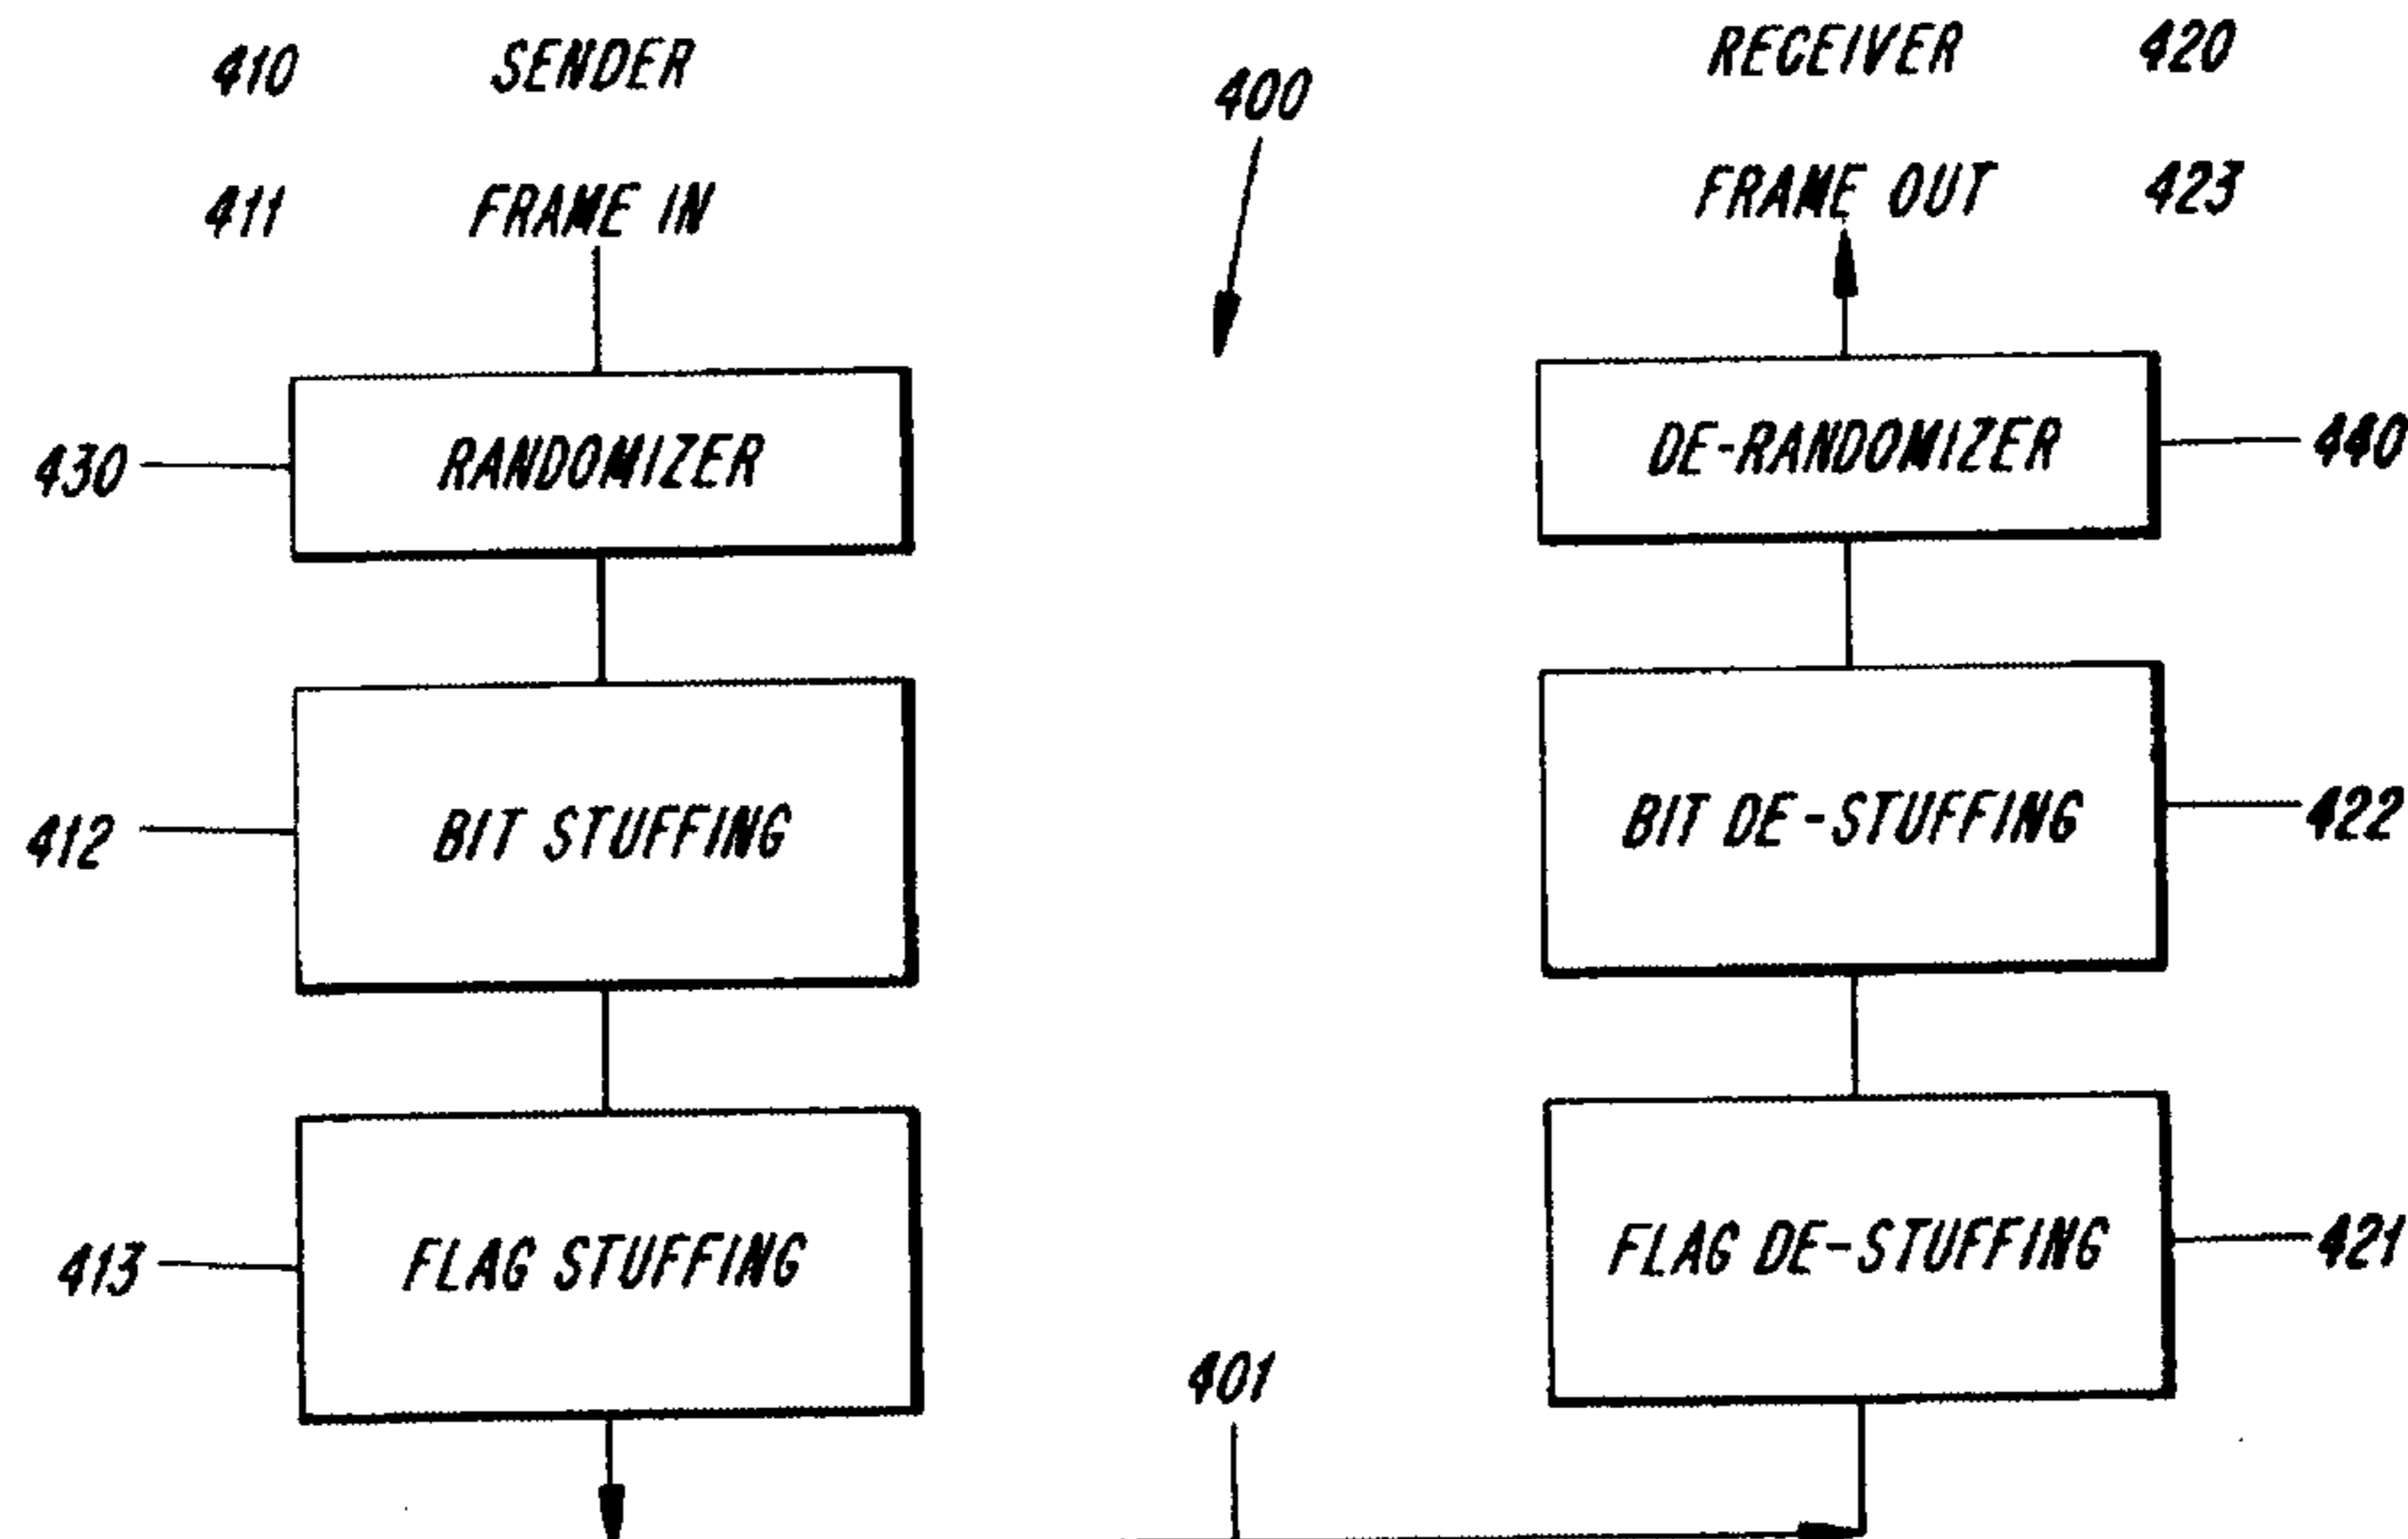 410 SENDER
411 FRAME IN
430 RANDOMIZER
412 BIT STUFFING
413 FLAG STUFFING
400
401
RECEIVER 420
FRAME OUT 423
DE-RANDOMIZER 440
BIT DE-STUFFING 422
FLAG DE-STUFFING 421